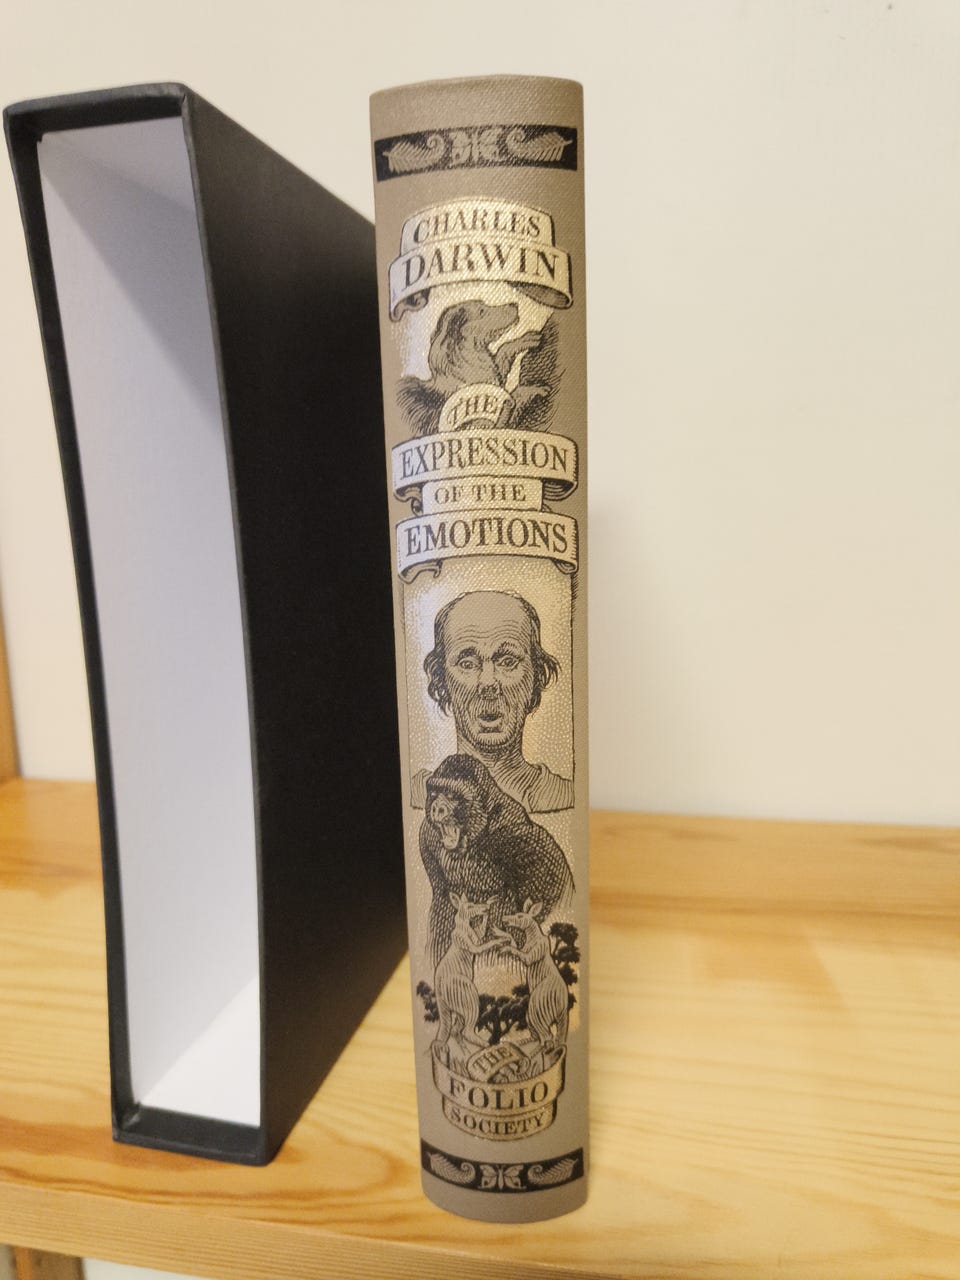 CHARLES
DARWIN
THE
EXPRESSION
OF THE
EMOTIONS
THE
FOLIO
SOCIETY